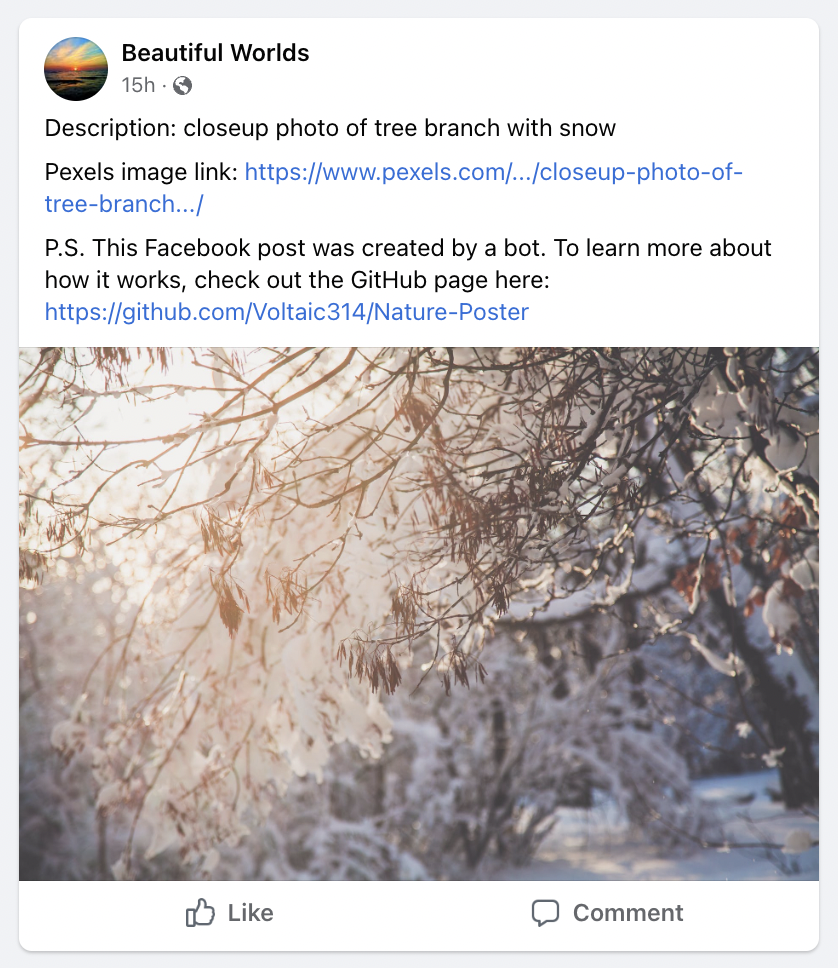 Beautiful Worlds
15h ·
Description: closeup photo of tree branch with snow
Pexels image link: https://www.pexels.com/.../closeup-photo-of-
tree-branch.../
P.S. This Facebook post was created by a bot. To learn more about
how it works, check out the GitHub page here:
https://github.com/Voltaic314/Nature-Poster
Like
Comment